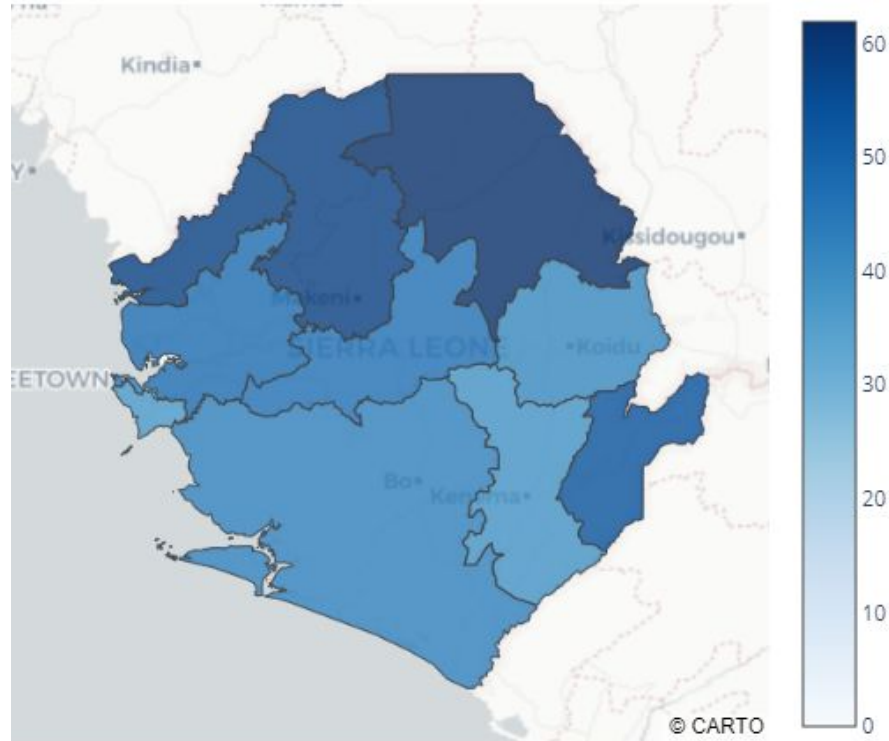 Kindia
Kissidougou
Makeni
SIERRA LEONE
Koidu
EETOWN
Bo
Kenema
© CARTO
60
50
40
30
20
10
0